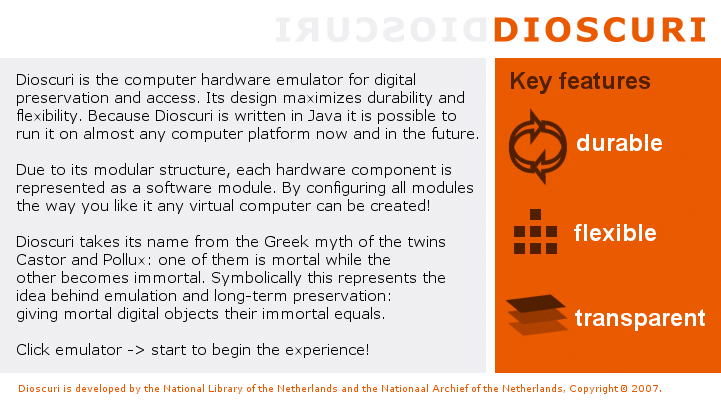 DIOSCURI
Dioscuri is the computer hardware emulator for digital
preservation and access. Its design maximizes durability and
flexibility. Because Dioscuri is written in Java it is possible to
run it on almost any computer platform now and in the future.
Due to its modular structure, each hardware component is
represented as a software module. By configuring all modules
the way you like it any virtual computer can be created!
Dioscuri takes its name from the Greek myth of the twins
Castor and Pollux: one of them is mortal while the
other becomes immortal. Symbolically this represents the
idea behind emulation and long-term preservation:
giving mortal digital objects their immortal equals.
Click emulator -> start to begin the experience!
Key features
durable
flexible
transparent
Dioscuri is developed by the National Library of the Netherlands and the Nationaal Archief of the Netherlands, Copyright © 2007.